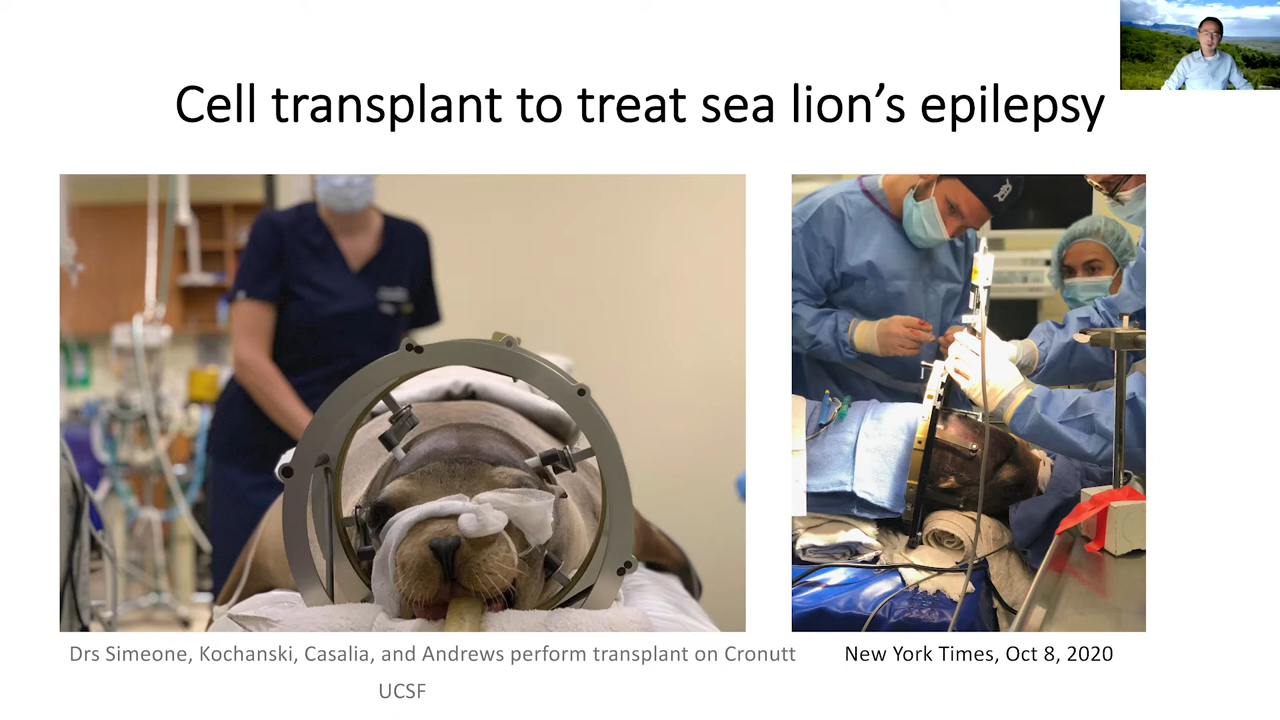 Cell transplant to treat sea lion’s epilepsy
Drs Simeone, Kochanski, Casalia, and Andrews perform transplant on Cronutt
New York Times, Oct 8, 2020
UCSF